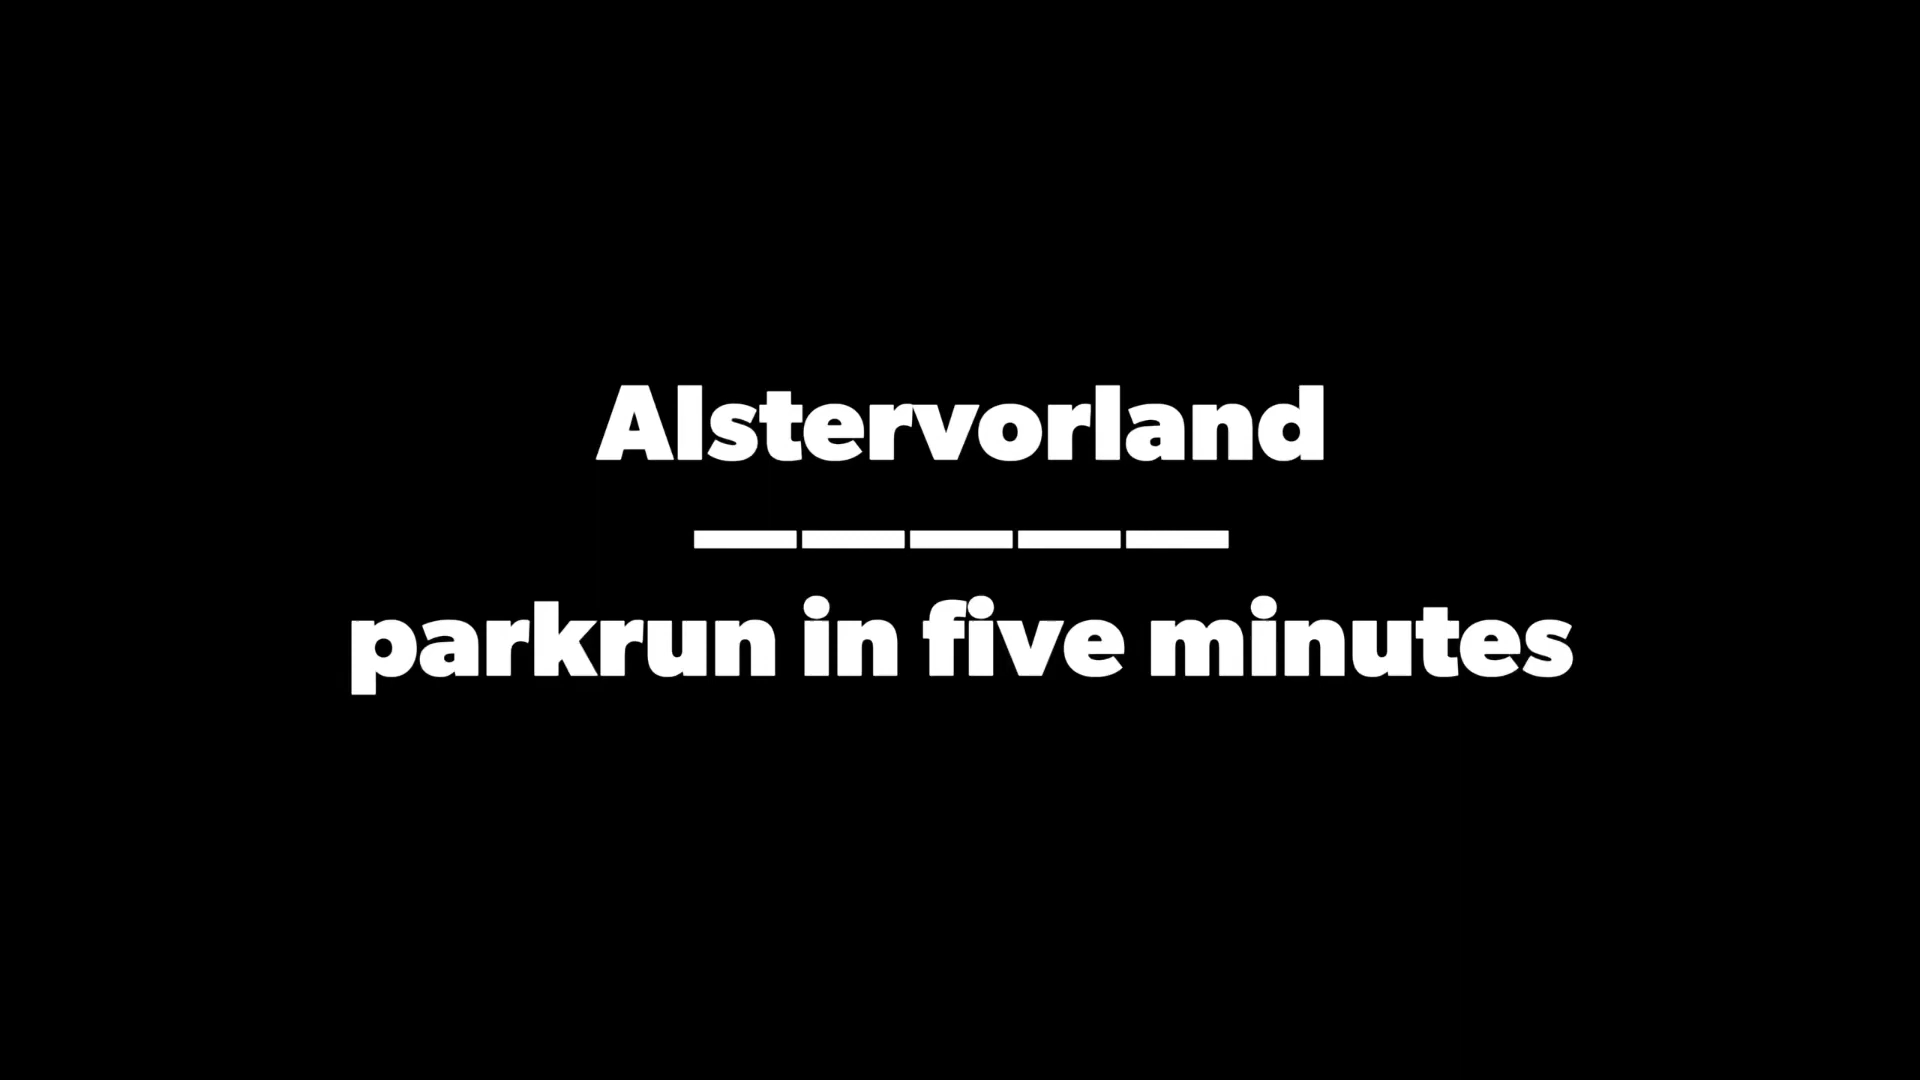 Alstervorland
—————
parkrun in five minutes